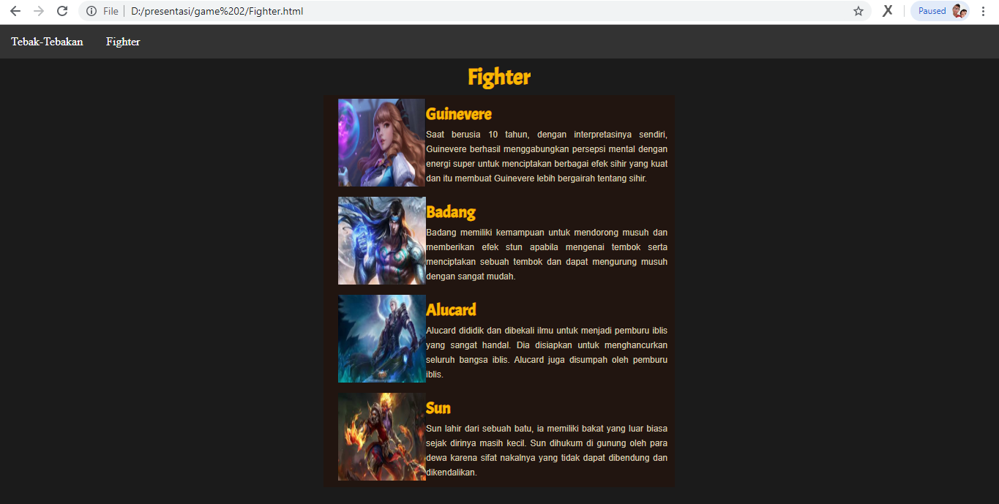 File D:/presentasi/game%202/Fighter.html
Paused
Tebak-Tebakan Fighter
Fighter
Guinevere
Saat berusia 10 tahun, dengan interpretasinya sendiri,
Guinevere berhasil menggabungkan persepsi mental dengan
energi super untuk menciptakan berbagai efek sihir yang kuat
dan itu membuat Guinevere lebih bergairah tentang sihir.
Badang
Badang memiliki kemampuan untuk mendorong musuh dan
memberikan efek stun apabila mengenai tembok serta
menciptakan sebuah tembok dan dapat mengurung musuh
dengan sangat mudah.
Alucard
Alucard dididik dan dibekali ilmu untuk menjadi pemburu iblis
yang sangat handal. Dia disiapkan untuk menghancurkan
seluruh bangsa iblis. Alucard juga disumpah oleh pemburu
iblis.
Sun
Sun lahir dari sebuah batu, ia memiliki bakat yang luar biasa
sejak dirinya masih kecil. Sun dihukum di gunung oleh para
dewa karena sifat nakalnya yang tidak dapat dibendung dan
dikendalikan.